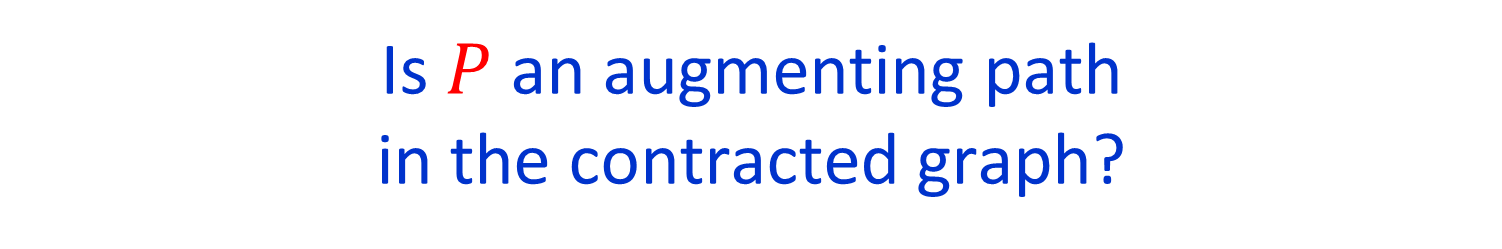 Is P an augmenting path
in the contracted graph?